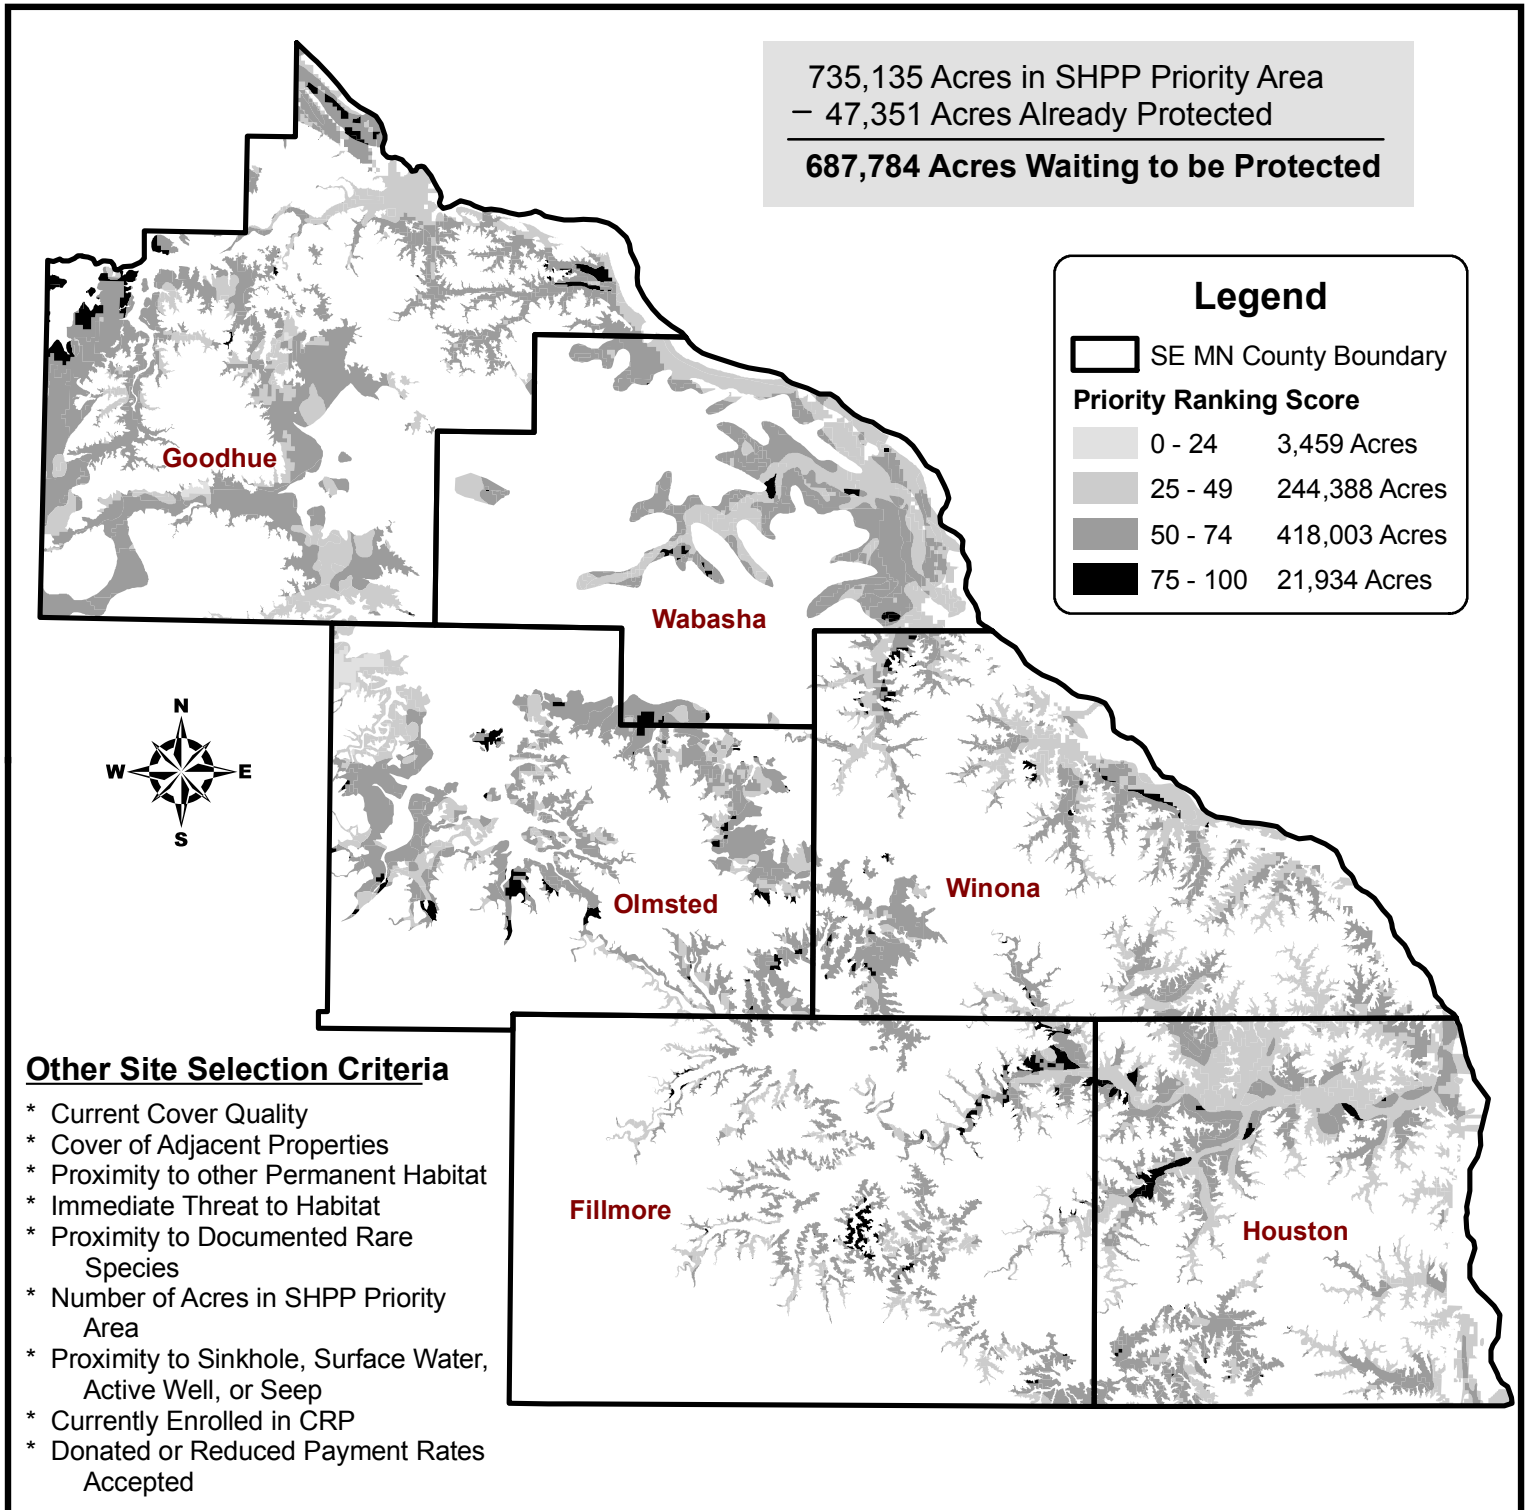 735,135 Acres in SHPP Priority Area
– 47,351 Acres Already Protected
687,784 Acres Waiting to be Protected
Legend
SE MN County Boundary
Priority Ranking Score
0 - 24 3,459 Acres
25 - 49 244,388 Acres
50 - 74 418,003 Acres
75 - 100 21,934 Acres
Goodhue
Wabasha
N
W E
S
Olmsted
Winona
Fillmore
Houston
Other Site Selection Criteria
* Current Cover Quality
* Cover of Adjacent Properties
* Proximity to other Permanent Habitat
* Immediate Threat to Habitat
* Proximity to Documented Rare
Species
* Number of Acres in SHPP Priority
Area
* Proximity to Sinkhole, Surface Water,
Active Well, or Seep
* Currently Enrolled in CRP
* Donated or Reduced Payment Rates
Accepted